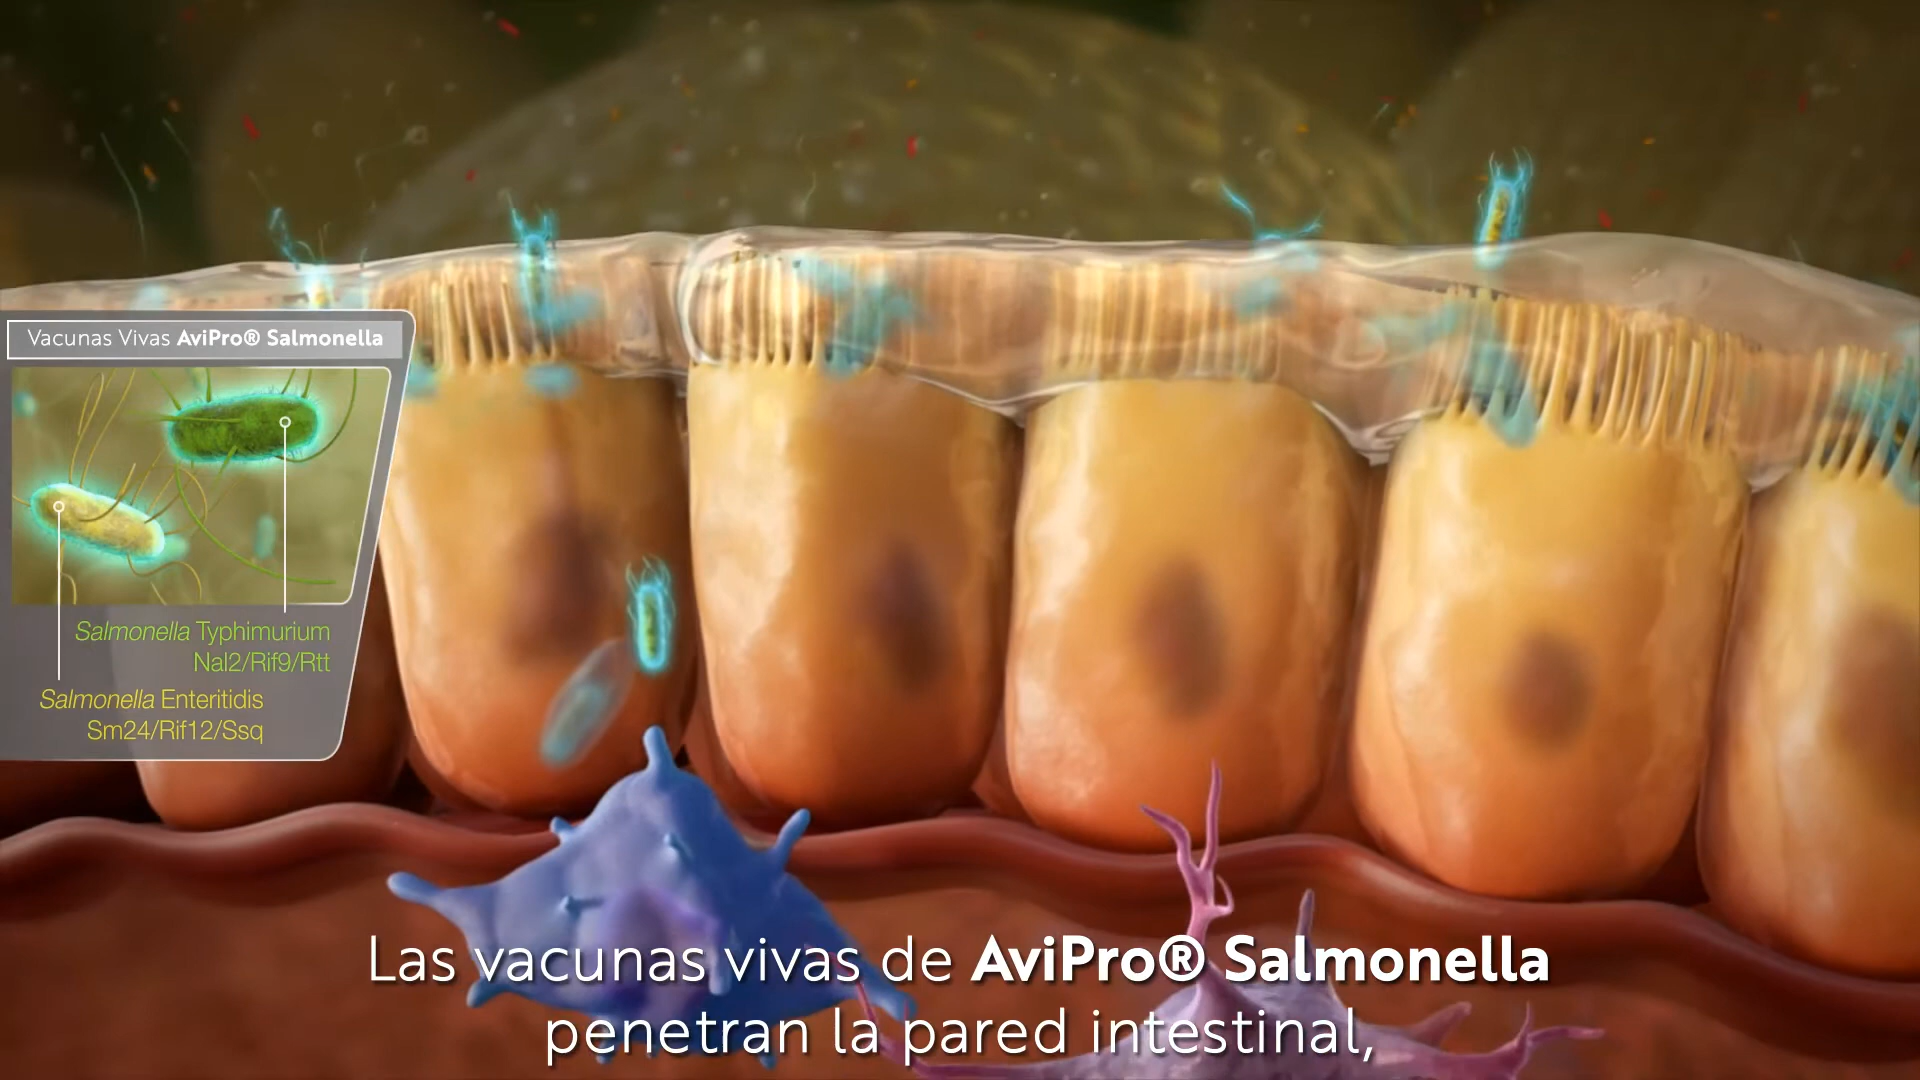 Vacunas Vivas AviPro® Salmonella
Salmonella Typhimurium
Nal2/Rif9/Rtt
Salmonella Enteritidis
Sm24/Rif12/Ssq
Las vacunas vivas de AviPro® Salmonella
penetran la pared intestinal,